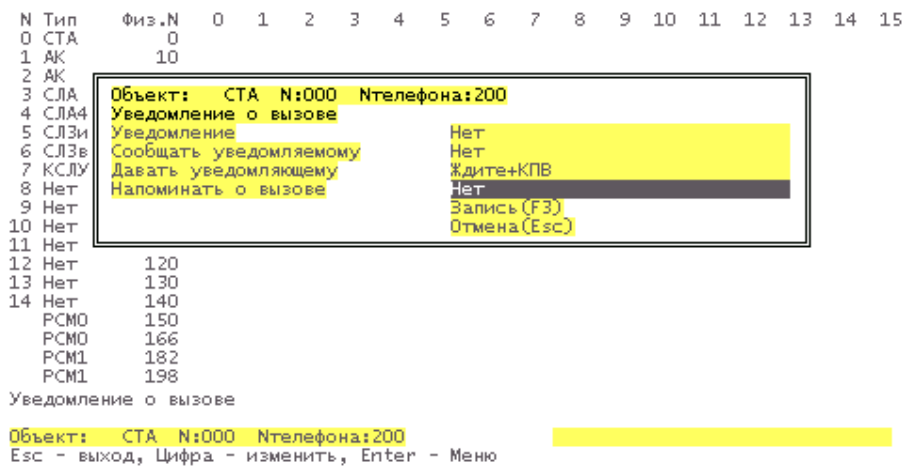 N Тип Физ.N 0 1 2 3 4 5 6 7 8 9 10 11 12 13 14 15
0 СТА 0
1 АК 10
2 АК
3 СЛА Объект: СТА N:000 Nтелефона:200
4 СЛА4 Уведомление о вызове
5 СЛЗи Уведомление Нет
6 СЛЗв Сообщать уведомляемому Нет
7 КСЛУ Давать уведомляющему Ждите+КПВ
8 Нет Напоминать о вызове Нет
9 Нет Запись(F3)
10 Нет Отмена(Esc)
11 Нет
12 Нет 120
13 Нет 130
14 Нет 140
PCM0 150
PCM0 166
PCM1 182
PCM1 198
Уведомление о вызове
Объект: СТА N:000 Nтелефона:200
Esc - выход, Цифра - изменить, Enter - Меню